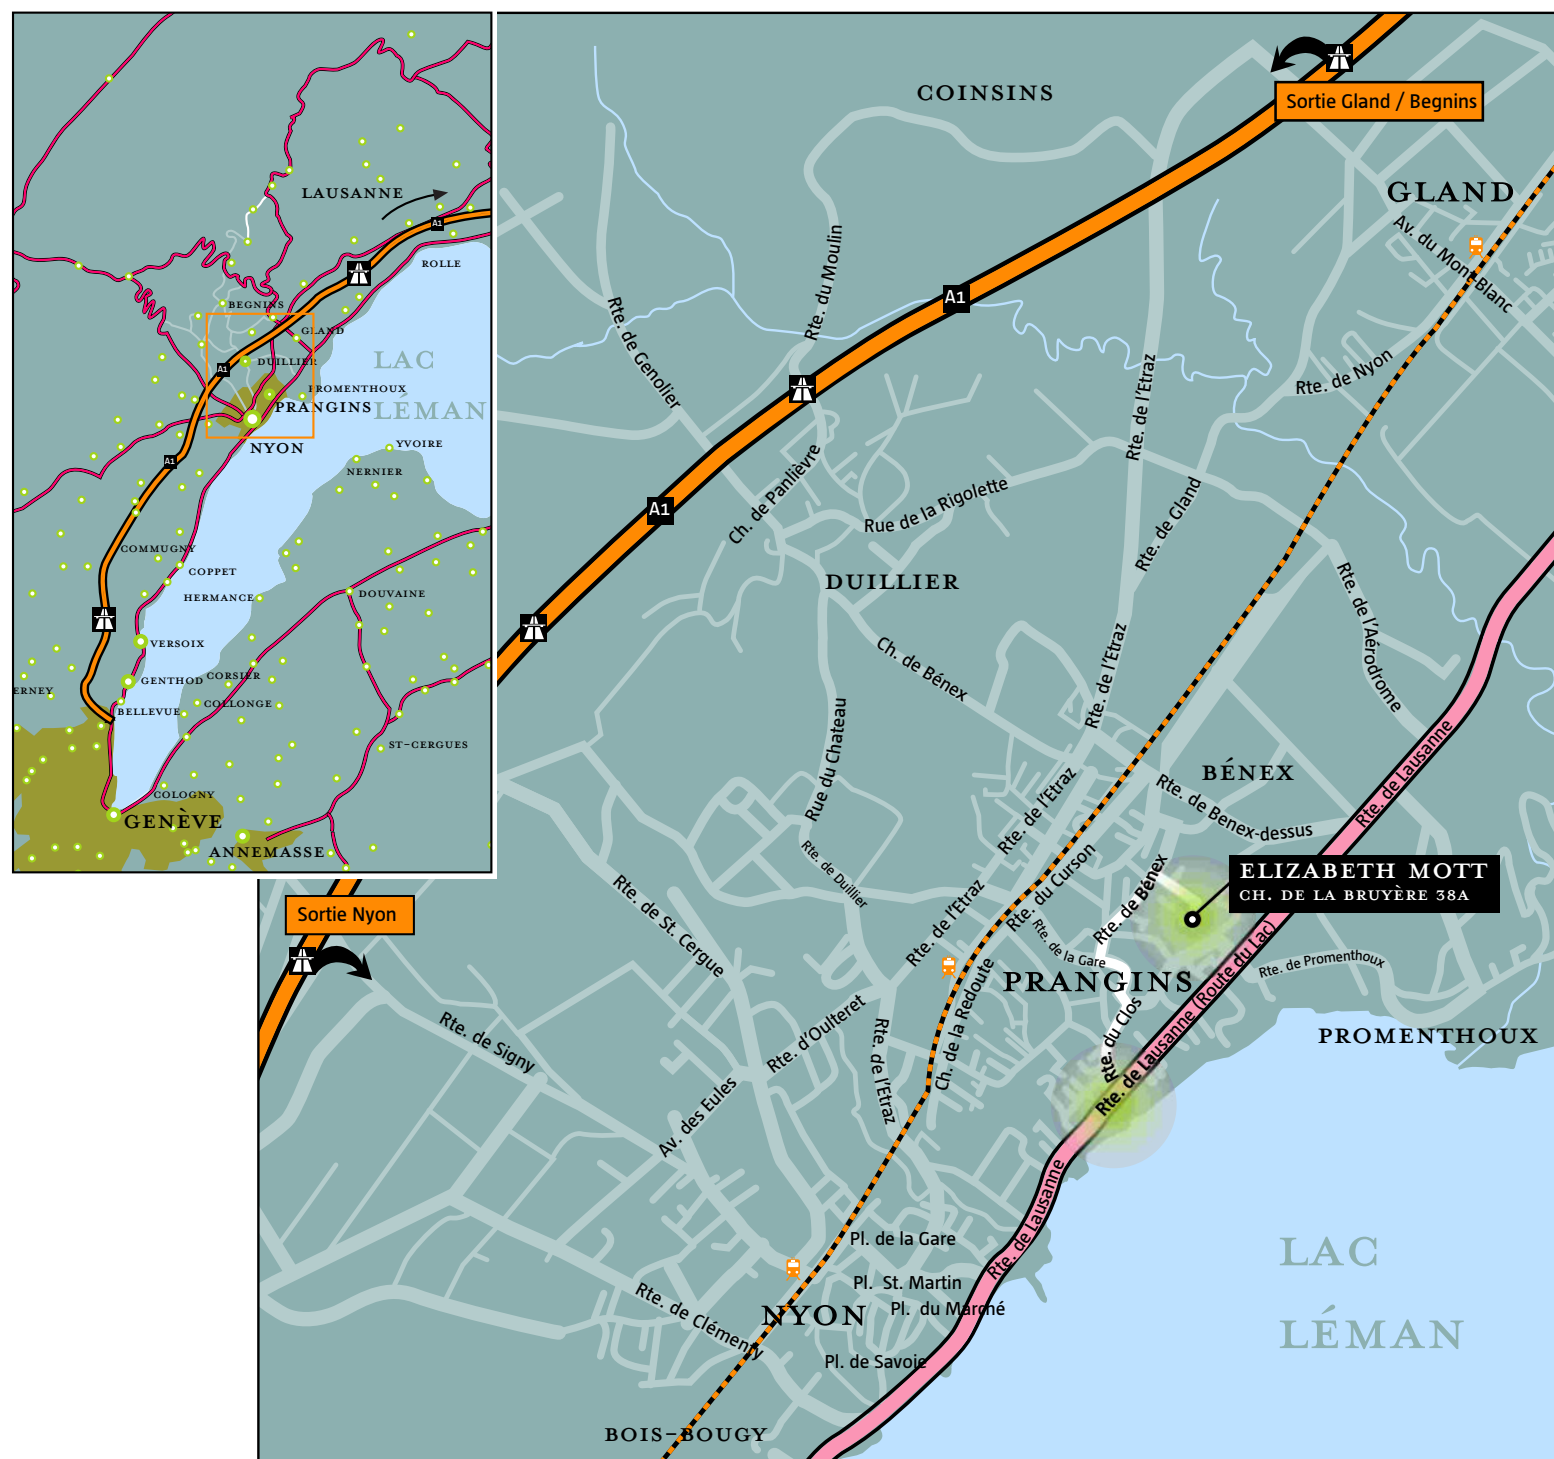 LAUSANNE
A1
ROLLE
BEGNINS
GLAND
LAC
LÉMAN
DUILLIER
A1
PROMENTHOUX
PRANGINS
NYON
YVOIRE
NERNIER
A1
COMMUGNY
COPPET
HERMANCE
DOUVAINE
VERSOIX
GENTHOD
CORSIER
ERNEY
BELLEVUE
COLLONGE
ST-CERGUES
COLOGNY
GENÈVE
ANNEMASSE
COINSINS
Sortie Gland / Begnins
GLAND
Av. du Mont-Blanc
Rte. du Moulin
A1
Rte. de Genolier
Rte. de l'Etraz
Rte. de Nyon
Ch. de Panlièvre
A1
Rue de la Rigolette
Rte. de Gland
DUILLIER
Rte. de l'Aérodrome
Ch. de Bénex
Rte. de l'Etraz
Rue du Chateau
BÉNEX
Rte. de Lausanne
Rte. de l'Etraz
Rte. de Benex-dessus
Rte. de Duillier
Rte. du Curson
Rte. de Bénex
ELIZABETH MOTT
CH. DE LA BRUYÈRE 38A
Sortie Nyon
Rte. de St. Cergue
Rte. de l'Etraz
Rte. de la Gare
Rte. de Lausanne (Route du Lac)
Rte. de Promenthoux
PRANGINS
Ch. de la Redoute
Rte. du Clos
PROMENTHOUX
Rte. de Signy
Rte. d'Oulteret
Rte. de l'Etraz
Av. des Eules
Rte. de Lausanne
Pl. de la Gare
Pl. St. Martin
Pl. du Marché
NYON
Rte. de Clémenty
Pl. de Savoie
BOIS-BOUGY
LAC
LÉMAN